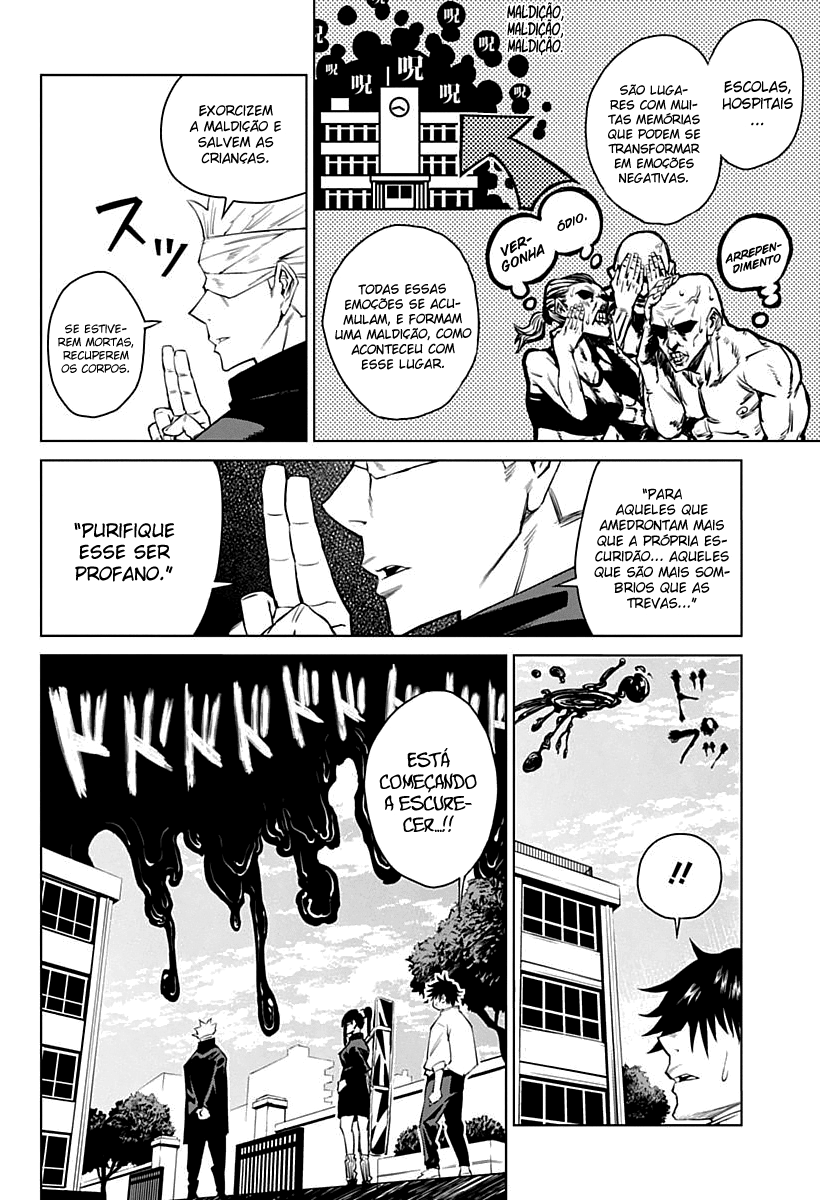 ESCOLAS,
HOSPITAIS
...
SÃO LUGA-
RES COM MUI-
TAS MEMÓRIAS
QUE PODEM SE
TRANSFORMAR
EM EMOÇÕES
NEGATIVAS.
MALDIÇÃO,
MALDIÇÃO,
MALDIÇÃO.
呪
呪
呪
呪
呪
呪
ARREPEN-
DIMENTO
ÓDIO.
VER-
GONHA
TODAS ESSAS
EMOÇÕES SE ACU-
MULAM, E FORMAM
UMA MALDIÇÃO, COMO
ACONTECEU COM
ESSE LUGAR.
EXORCIZEM
A MALDIÇÃO E
SALVEM AS
CRIANÇAS.
スッ
SE ESTIVE-
REM MORTAS,
RECUPEREM
OS CORPOS.
"PARA
AQUELES QUE
AMEDRONTAM MAIS
QUE A PRÓPRIA ES-
CURIDÃO... AQUELES
QUE SÃO MAIS SOM-
BRIOS QUE AS
TREVAS..."
"PURIFIQUE
ESSE SER
PROFANO."
ドプッ
!!
ドドドドドドドド
ESTÁ
COMEÇANDO
A ESCURE-
CER...!!